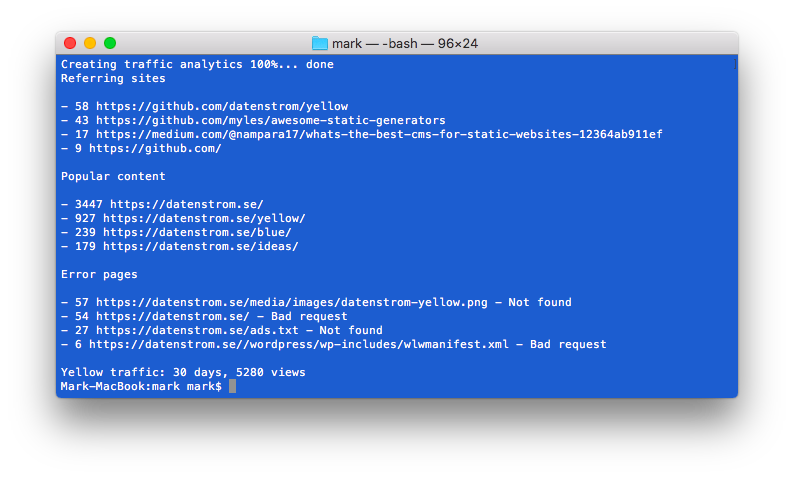 mark — -bash — 96×24
Creating traffic analytics 100%... done
Referring sites
- 58 https://github.com/datenstrom/yellow
- 43 https://github.com/myles/awesome-static-generators
- 17 https://medium.com/@nampara17/whats-the-best-cms-for-static-websites-12364ab911ef
- 9 https://github.com/
Popular content
- 3447 https://datenstrom.se/
- 927 https://datenstrom.se/yellow/
- 239 https://datenstrom.se/blue/
- 179 https://datenstrom.se/ideas/
Error pages
- 57 https://datenstrom.se/media/images/datenstrom-yellow.png - Not found
- 54 https://datenstrom.se/ - Bad request
- 27 https://datenstrom.se/ads.txt - Not found
- 6 https://datenstrom.se//wordpress/wp-includes/wlwmanifest.xml - Bad request
Yellow traffic: 30 days, 5280 views
Mark-MacBook:mark mark$